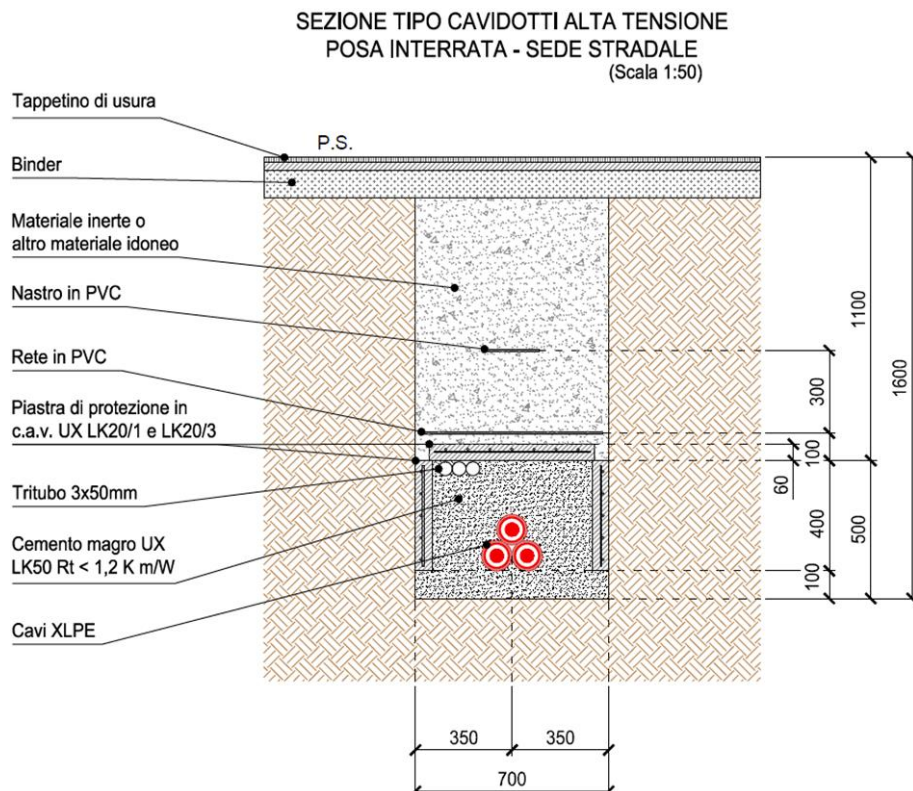 SEZIONE TIPO CAVIDOTTI ALTA TENSIONE
POSA INTERRATA - SEDE STRADALE
(Scala 1:50)
Tappetino di usura
P.S.
Binder
Materiale inerte o
altro materiale idoneo
Nastro in PVC
Rete in PVC
Piastra di protezione in
c.a.v. UX LK20/1 e LK20/3
Tritubo 3x50mm
Cemento magro UX
LK50 Rt < 1,2 K m/W
Cavi XLPE
1100
1600
300
100
60
400
500
100
350
350
700